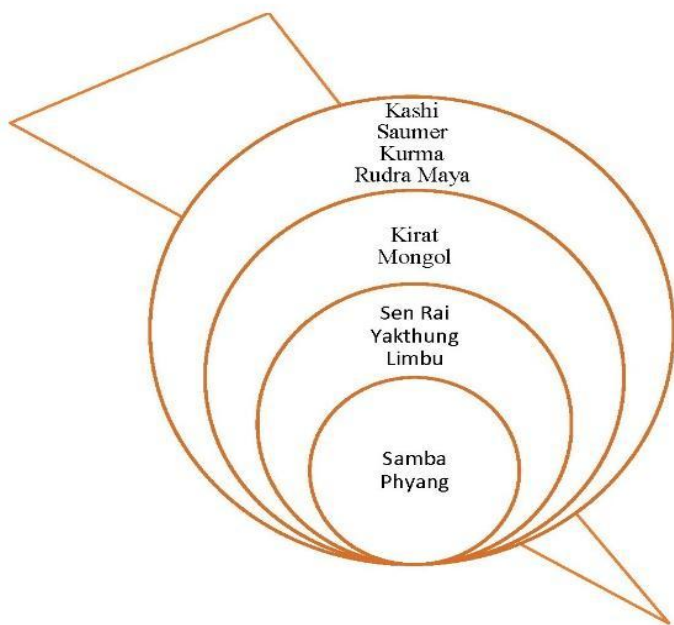 Kashi
Saumer
Kurma
Rudra Maya
Kirat
Mongol
Sen Rai
Yakthung
Limbu
Samba
Phyang